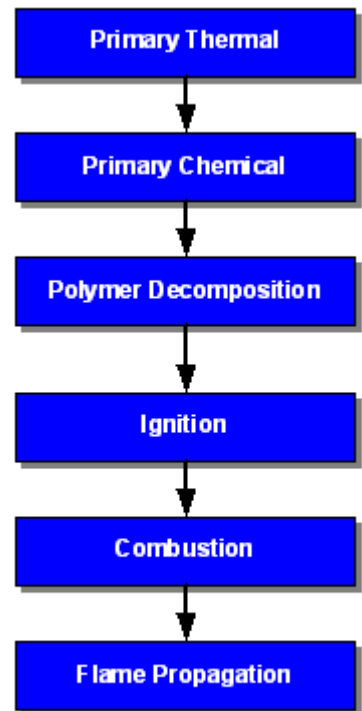 Primary Thermal
Primary Chemical
Polymer Decomposition
Ignition
Combustion
Flame Propagation